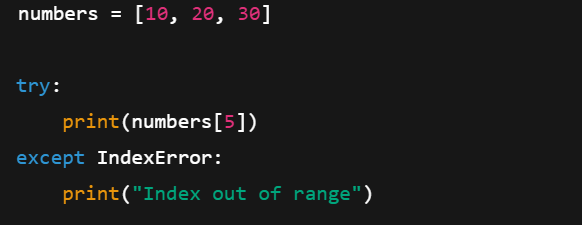 numbers = [10, 20, 30]

try:
    print(numbers[5])
except IndexError:
    print("Index out of range")